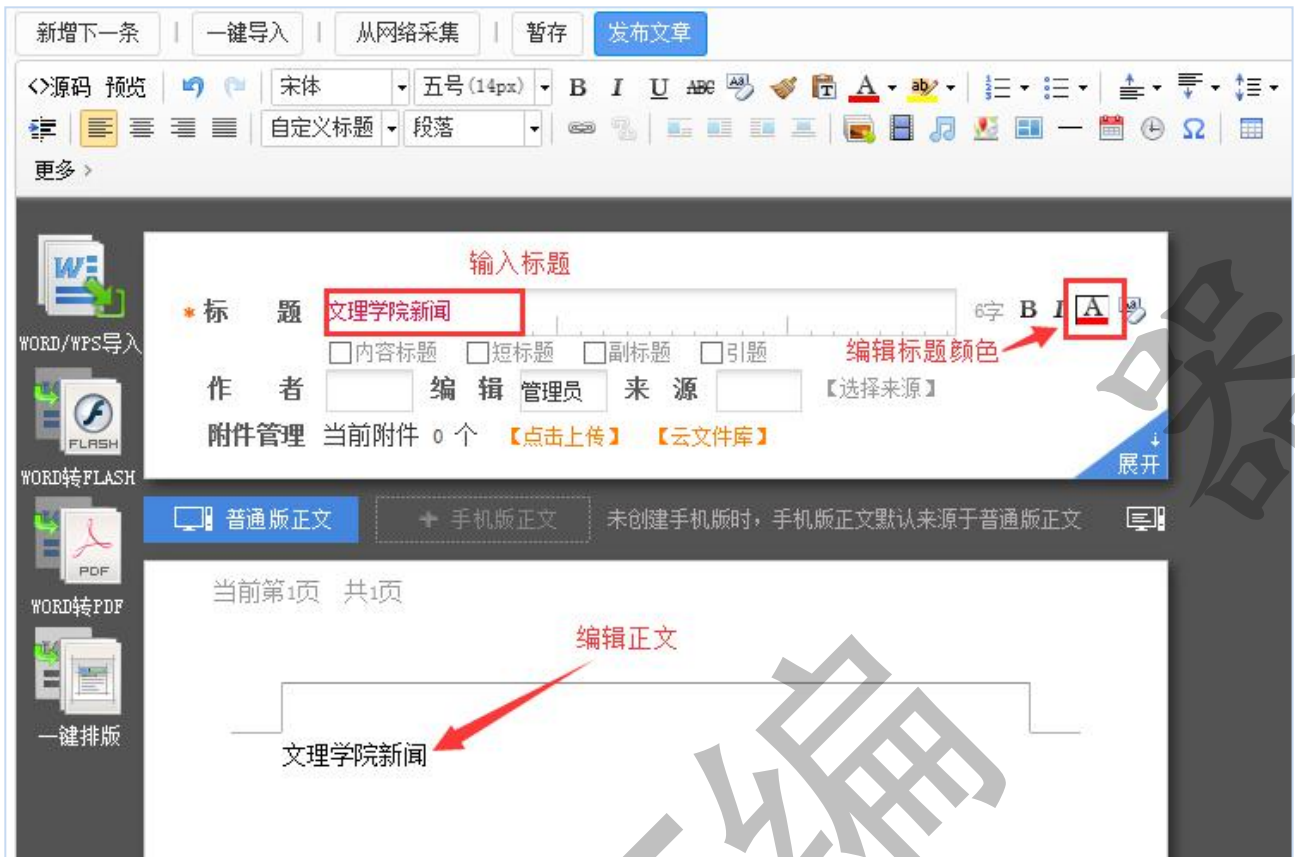 新增下一条 一键导入 从网络采集 暂存 发布文章
<>源码 预览 宋体 五号(14px) B I U ABC A ab
自定义标题 段落 Ω
更多 >
输入标题
*标 题 文理学院新闻 6字 B I A
WORD/WPS导入
□内容标题 □短标题 □副标题 □引题 编辑标题颜色
作 者 编 辑 管理员 来 源 【选择来源】
附件管理 当前附件 0 个 【点击上传】 【云文件库】
展开
FLASH
WORD转FLASH
普通版正文 + 手机版正文 未创建手机版时，手机版正文默认来源于普通版正文
PDF
WORD转PDF
当前第1页 共1页
编辑正文
一键排版
文理学院新闻
编
器